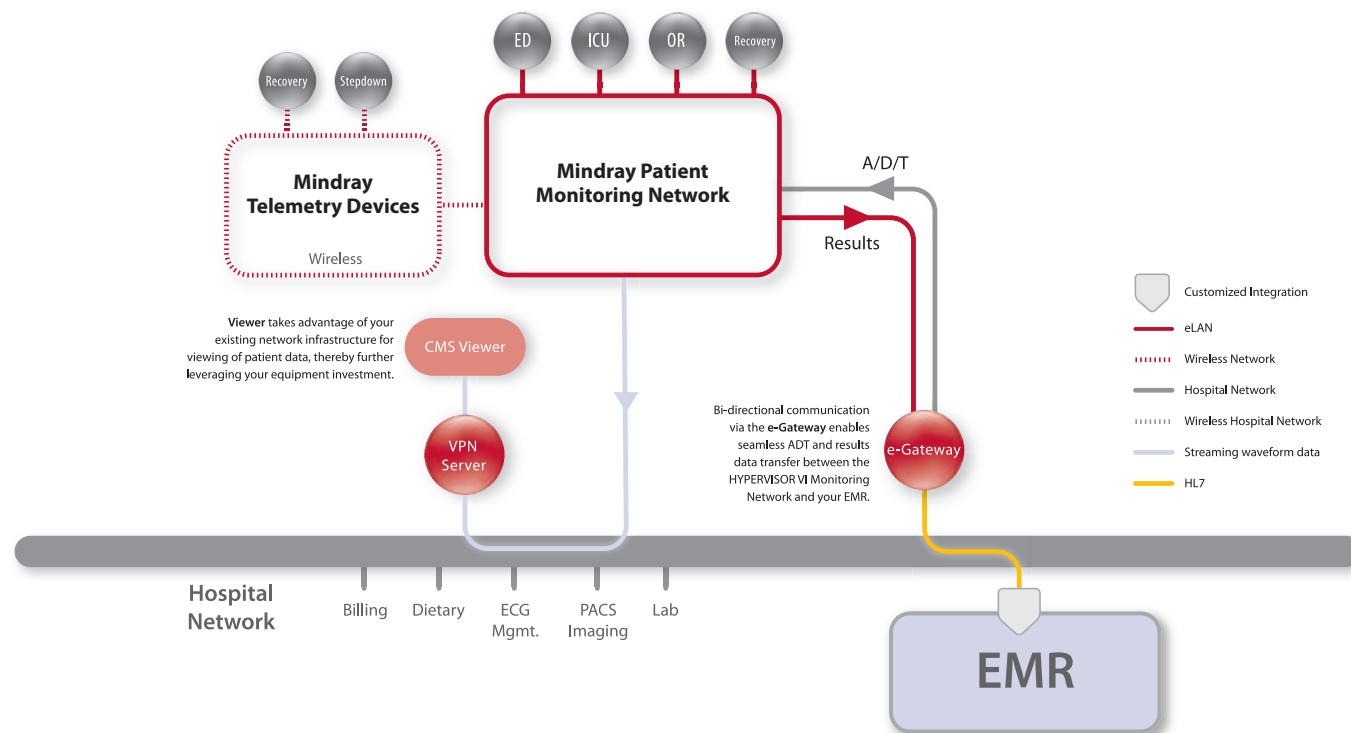 ED
ICU
OR
Recovery
Recovery
Stepdown
Mindray
Telemetry Devices
Wireless
Mindray Patient
Monitoring Network
A/D/T
Results
Viewer takes advantage of your
existing network infrastructure for
viewing of patient data, thereby further
leveraging your equipment investment.
CMS Viewer
VPN
Server
Bi-directional communication
via the e-Gateway enables
seamless ADT and results
data transfer between the
HYPERVISOR VI Monitoring
Network and your EMR.
e-Gateway
Customized Integration
eLAN
Wireless Network
Hospital Network
Wireless Hospital Network
Streaming waveform data
HL7
Hospital
Network
Billing
Dietary
ECG
Mgmt.
PACS
Imaging
Lab
EMR